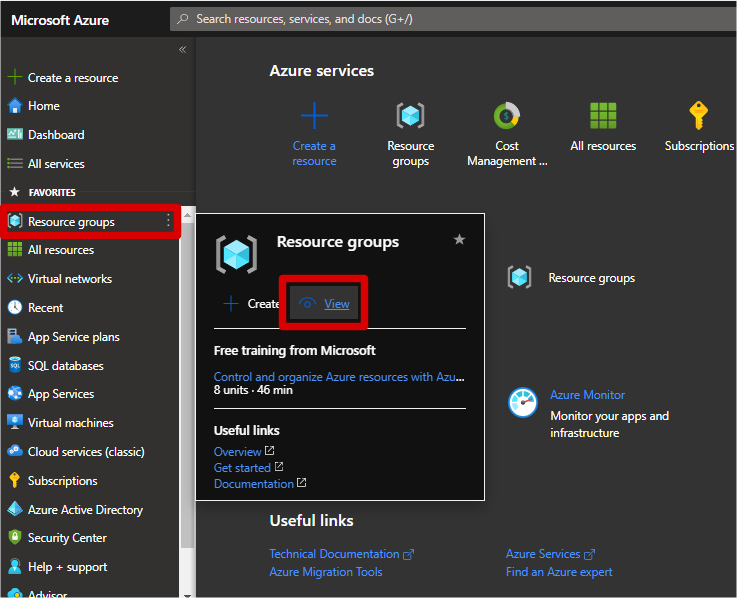 Microsoft Azure
Search resources, services, and docs (G+/)
«
Create a resource
Home
Dashboard
All services
FAVORITES
Resource groups
All resources
Virtual networks
Recent
App Service plans
SQL databases
App Services
Virtual machines
Cloud services (classic)
Subscriptions
Azure Active Directory
Security Center
Help + support
Advisor
Azure services
Create a
resource
Resource
groups
Cost
Management ...
All resources
Subscriptions
Resource groups
Create
View
Free training from Microsoft
Control and organize Azure resources with Azu...
8 units · 46 min
Useful links
Overview
Get started
Documentation
Resource groups
Azure Monitor
Monitor your apps and
infrastructure
Useful links
Technical Documentation
Azure Services
Azure Migration Tools
Find an Azure expert